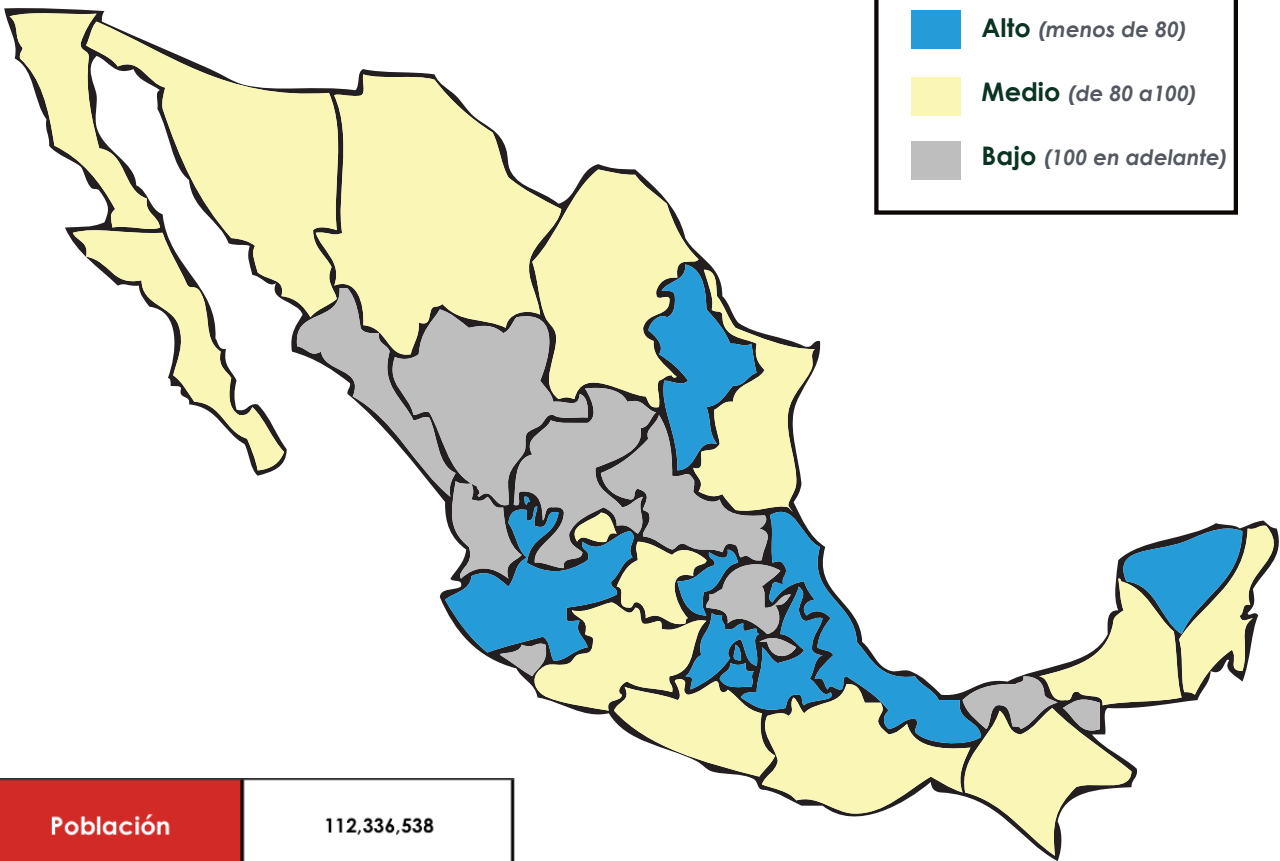 Alto (menos de 80)
Medio (de 80 a100)
Bajo (100 en adelante)
Población 112,336,538